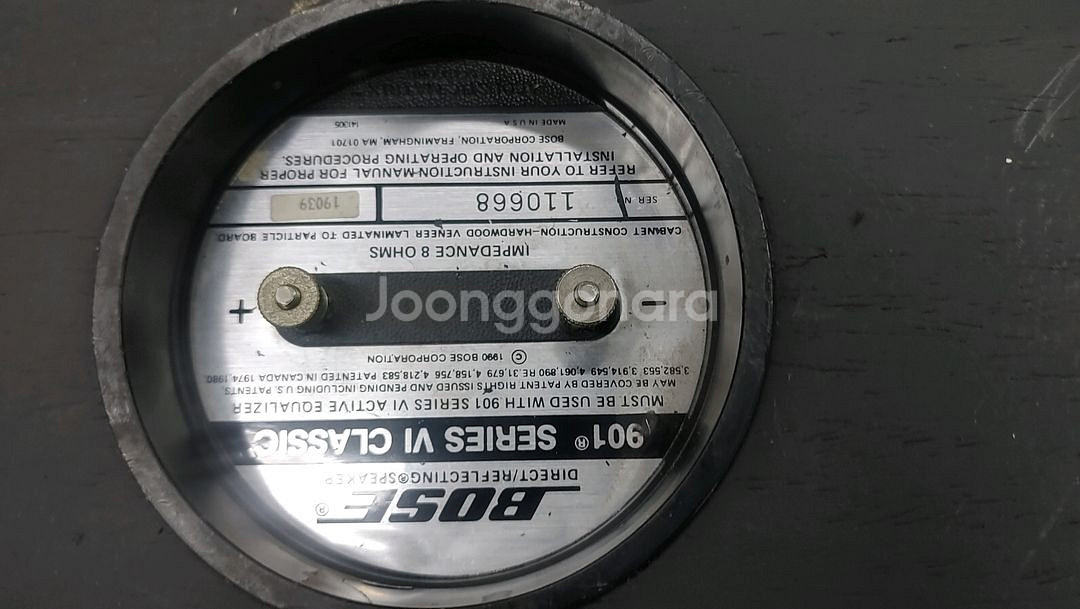 BOSE®
DIRECT/REFLECTING® SPEAKER
901® SERIES VI CLASSIC
MUST BE USED WITH 901 SERIES VI ACTIVE EQUALIZER
MAY BE COVERED BY PATENT RIGHTS ISSUED AND PENDING INCLUDING U.S. PATENTS
3,582,553 3,914,549 4,061,890 RE.31,679 4,158,756 4,218,583 PATENTED IN CANADA 1974, 1980.
© 1990 BOSE CORPORATION
− +
IMPEDANCE 8 OHMS
CABINET CONSTRUCTION-HARDWOOD VENEER LAMINATED TO PARTICLE BOARD.
SER NO 110668 19039
REFER TO YOUR INSTRUCTION MANUAL FOR PROPER
INSTALLATION AND OPERATING PROCEDURES.
BOSE CORPORATION, FRAMINGHAM, MA 01701
MADE IN U S A 141305
Joonggonara